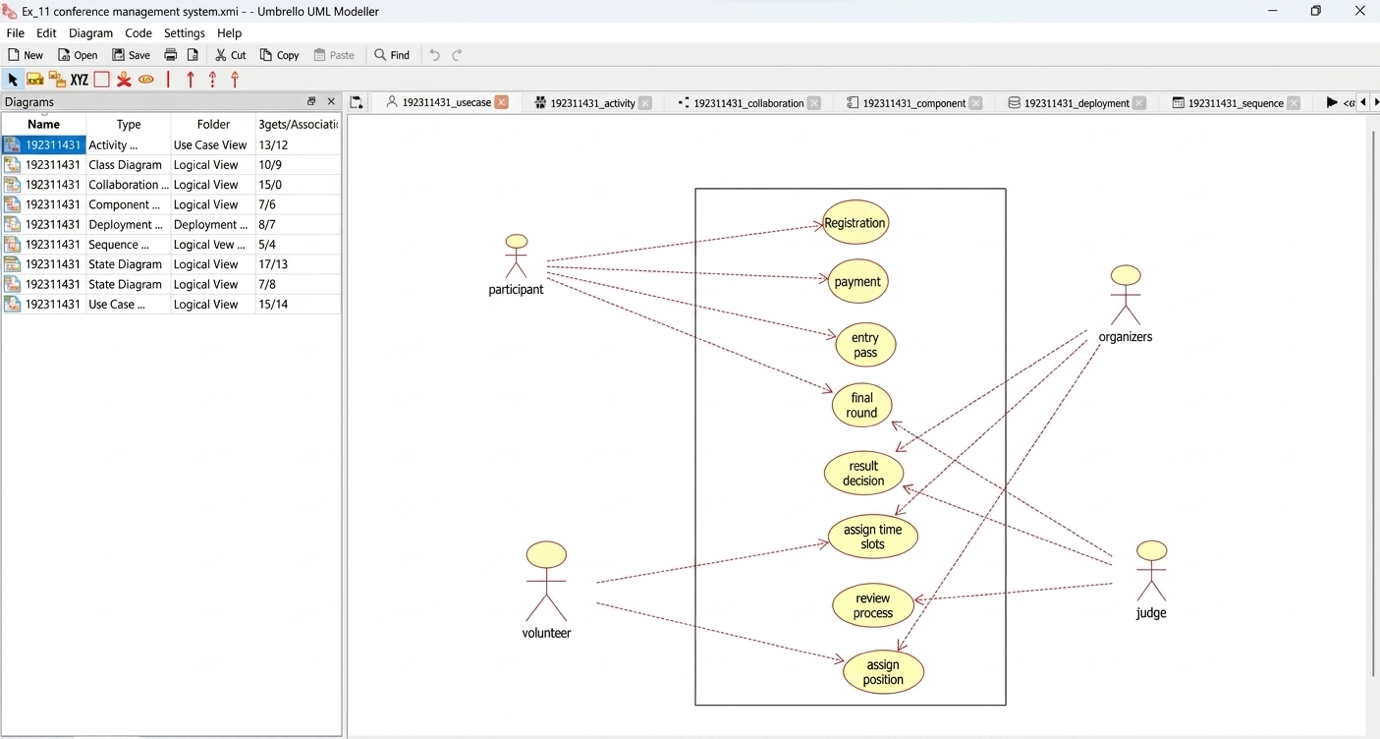 Ex_11 conference management system.xmi - - Umbrello UML Modeller
File Edit Diagram Code Settings Help
New Open Save Cut Copy Paste Find
XYZ
Diagrams
192311431_usecase 192311431_activity 192311431_collaboration 192311431_component 192311431_deployment 192311431_sequence
Name Type Folder 3gets/Associati
192311431 Activity ... Use Case View 13/12
192311431 Class Diagram Logical View 10/9
192311431 Collaboration ... Logical View 15/0
192311431 Component ... Logical View 7/6
192311431 Deployment ... Deployment ... 8/7
192311431 Sequence ... Logical Vew ... 5/4
192311431 State Diagram Logical View 17/13
192311431 State Diagram Logical View 7/8
192311431 Use Case ... Logical View 15/14
Registration
participant
payment
organizers
entry
pass
final
round
result
decision
assign time
slots
volunteer
review
process
judge
assign
position